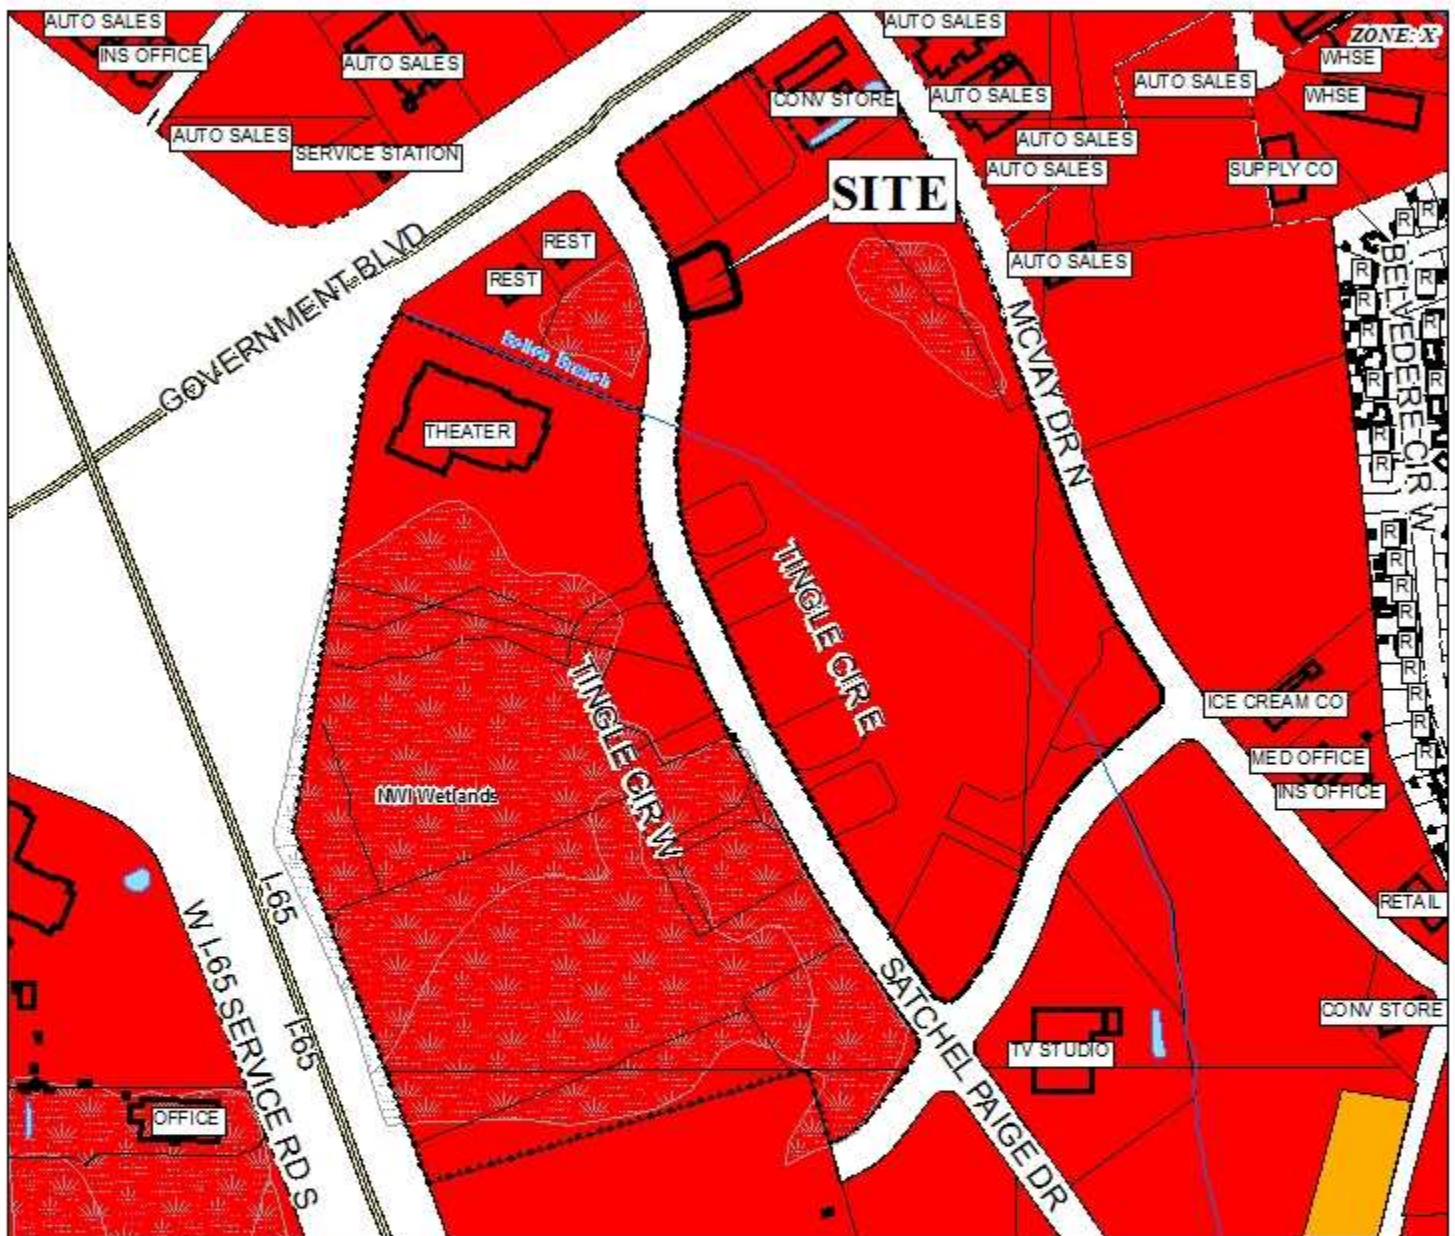 AUTO SALES
INS OFFICE
AUTO SALES
AUTO SALES
SERVICE STATION
AUTO SALES
CONV STORE
AUTO SALES
AUTO SALES
AUTO SALES
AUTO SALES
ZONE: X
WHSE
WHSE
SUPPLY CO
SITE
AUTO SALES
R
R
R
R
R
R
R
R
R
R
R
BELVEDERE CIR W
REST
REST
GOVERNMENT BLVD
Bolton Branch
THEATER
MCVAY DR N
TINGLE CIR E
TINGLE CIR W
NWI Wetlands
R
R
R
R
R
R
R
R
ICE CREAM CO
MED OFFICE
INS OFFICE
RETAIL
I-65
I-65
W I-65 SERVICE RD S
SATCHEL PAIGE DR
CONV STORE
TV STUDIO
OFFICE